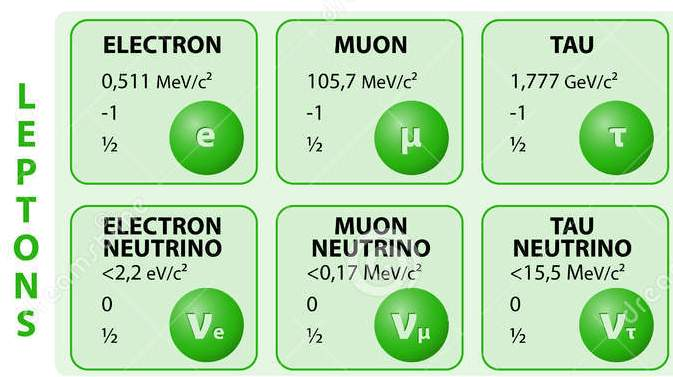 LEPTONS
ELECTRON
0,511 MeV/c²
-1
½
e
MUON
105,7 MeV/c²
-1
½
μ
TAU
1,777 GeV/c²
-1
½
τ
ELECTRON
NEUTRINO
<2,2 eV/c²
0
½
νe
MUON
NEUTRINO
<0,17 MeV/c²
0
½
νμ
TAU
NEUTRINO
<15,5 MeV/c²
0
½
ντ